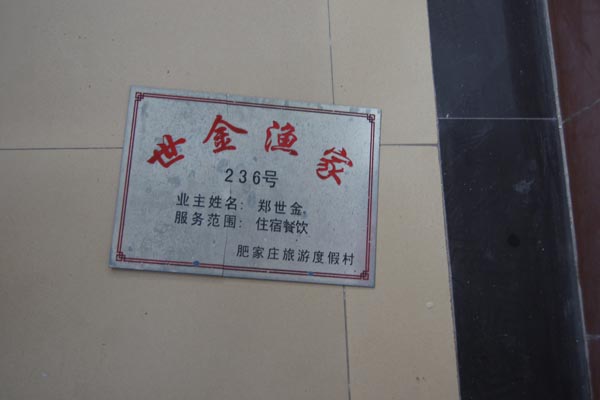 世金渔家
236号
业主姓名：郑世金
服务范围：住宿餐饮
肥家庄旅游度假村